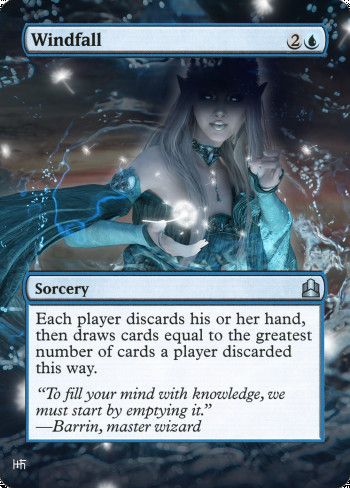 Windfall 2
Sorcery
Each player discards his or her hand,
then draws cards equal to the greatest
number of cards a player discarded
this way.
“To fill your mind with knowledge, we
must start by emptying it.”
—Barrin, master wizard